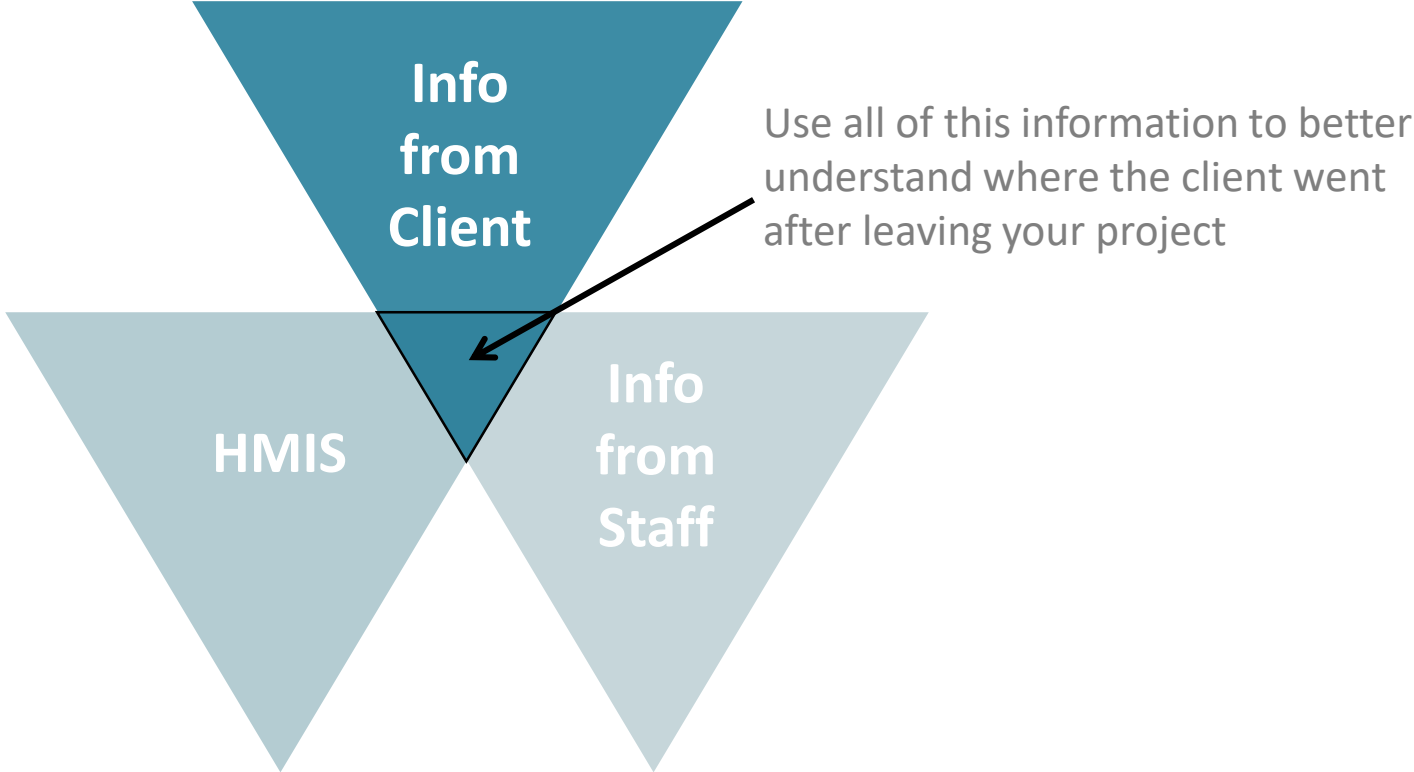 Info
from
Client
Use all of this information to better
understand where the client went
after leaving your project
HMIS
Info
from
Staff